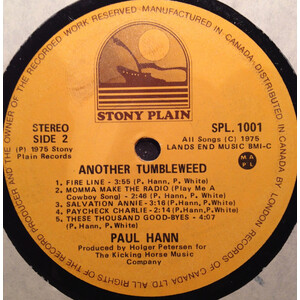 STONY PLAIN
STEREO
SIDE 2
(P) 1975 Stony
Plain Records
SPL. 1001
All Songs (C) 1975
LANDS END MUSIC BMI-C
MAPL
ANOTHER TUMBLEWEED
1. FIRE LINE - 3:55 (P. Hann, P. White)
2. MOMMA MAKE THE RADIO (Play Me A
Cowboy Song) - 2:48 (P. Hann, P. White)
3. SALVATION ANNIE - 3:16 (P. Hann, P. White)
4. PAYCHECK CHARLIE - 2:14 (P. Hann, P. White)
5. THESE THOUSAND GOOD-BYES - 4:07
(P. Hann, P. White)
PAUL HANN
Produced by Holger Petersen for
The Kicking Horse Music
Company
PRODUCER AND THE OWNER OF THE RECORDED WORK RESERVED MANUFACTURED IN CANADA-DISTRIBUTED IN CANADA BY LONDON RECORDS OF CANADA LTD ALL RIGHTS OF THE RECORD